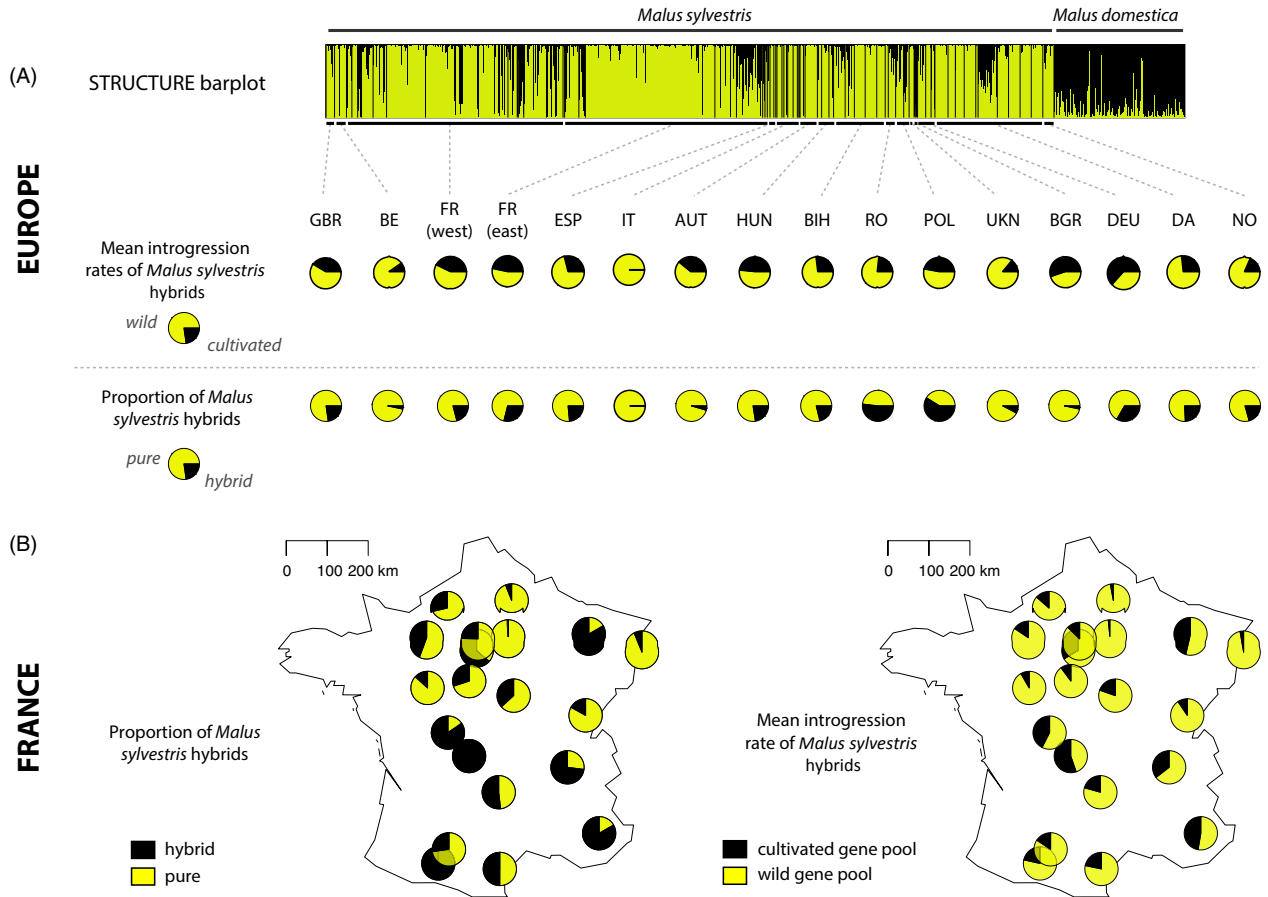 Malus sylvestris
Malus domestica
(A)
STRUCTURE barplot
EUROPE
GBR
BE
FR
(west)
FR
(east)
ESP
IT
AUT
HUN
BIH
RO
POL
UKN
BGR
DEU
DA
NO
Mean introgression
rates of Malus sylvestris
hybrids
wild
cultivated
Proportion of Malus
sylvestris hybrids
pure
hybrid
(B)
FRANCE
0 100 200 km
Proportion of Malus
sylvestris hybrids
hybrid
pure
0 100 200 km
Mean introgression
rate of Malus sylvestris
hybrids
cultivated gene pool
wild gene pool